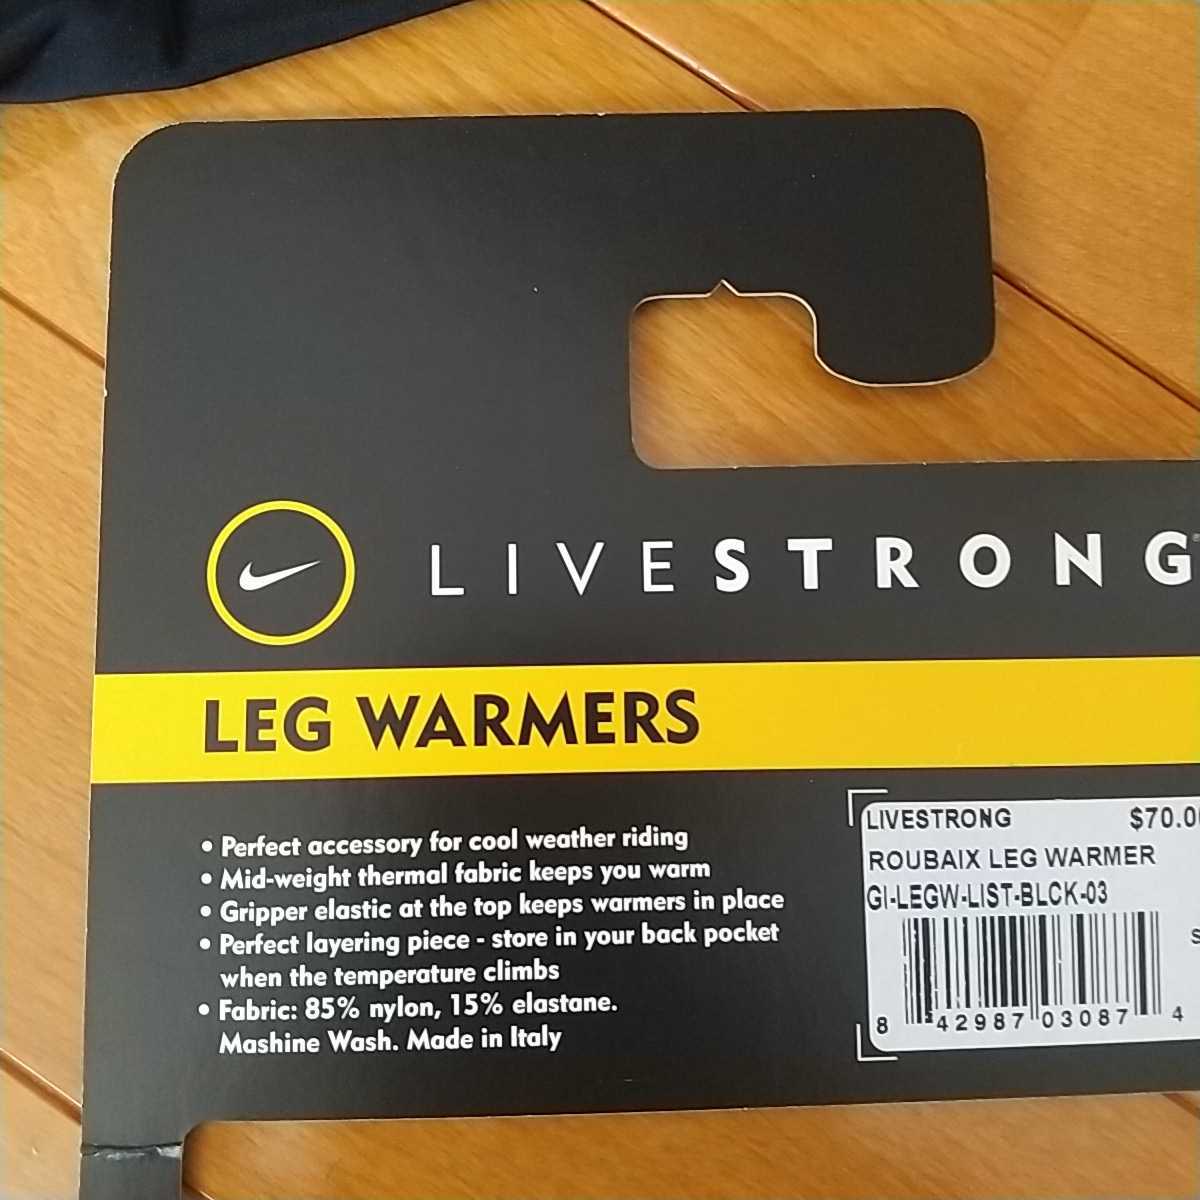 LIVESTRONG®
LEG WARMERS
• Perfect accessory for cool weather riding
• Mid-weight thermal fabric keeps you warm
• Gripper elastic at the top keeps warmers in place
• Perfect layering piece - store in your back pocket
when the temperature climbs
• Fabric: 85% nylon, 15% elastane.
Mashine Wash. Made in Italy
LIVESTRONG $70.0
ROUBAIX LEG WARMER
GI-LEGW-LIST-BLCK-03
S
8 42987 03087 4